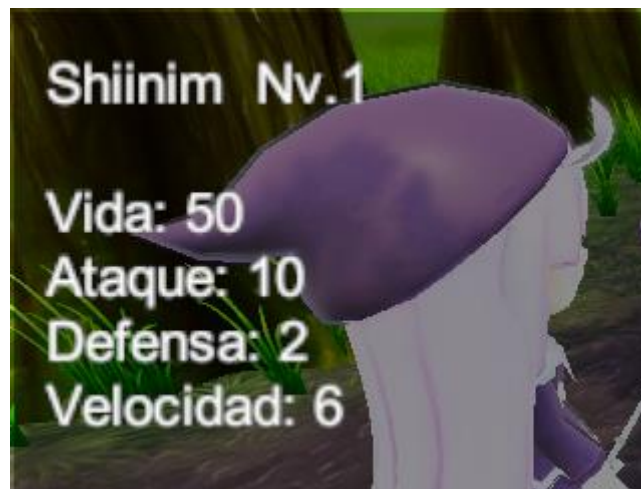 Shiinim Nv.1
Vida: 50
Ataque: 10
Defensa: 2
Velocidad: 6